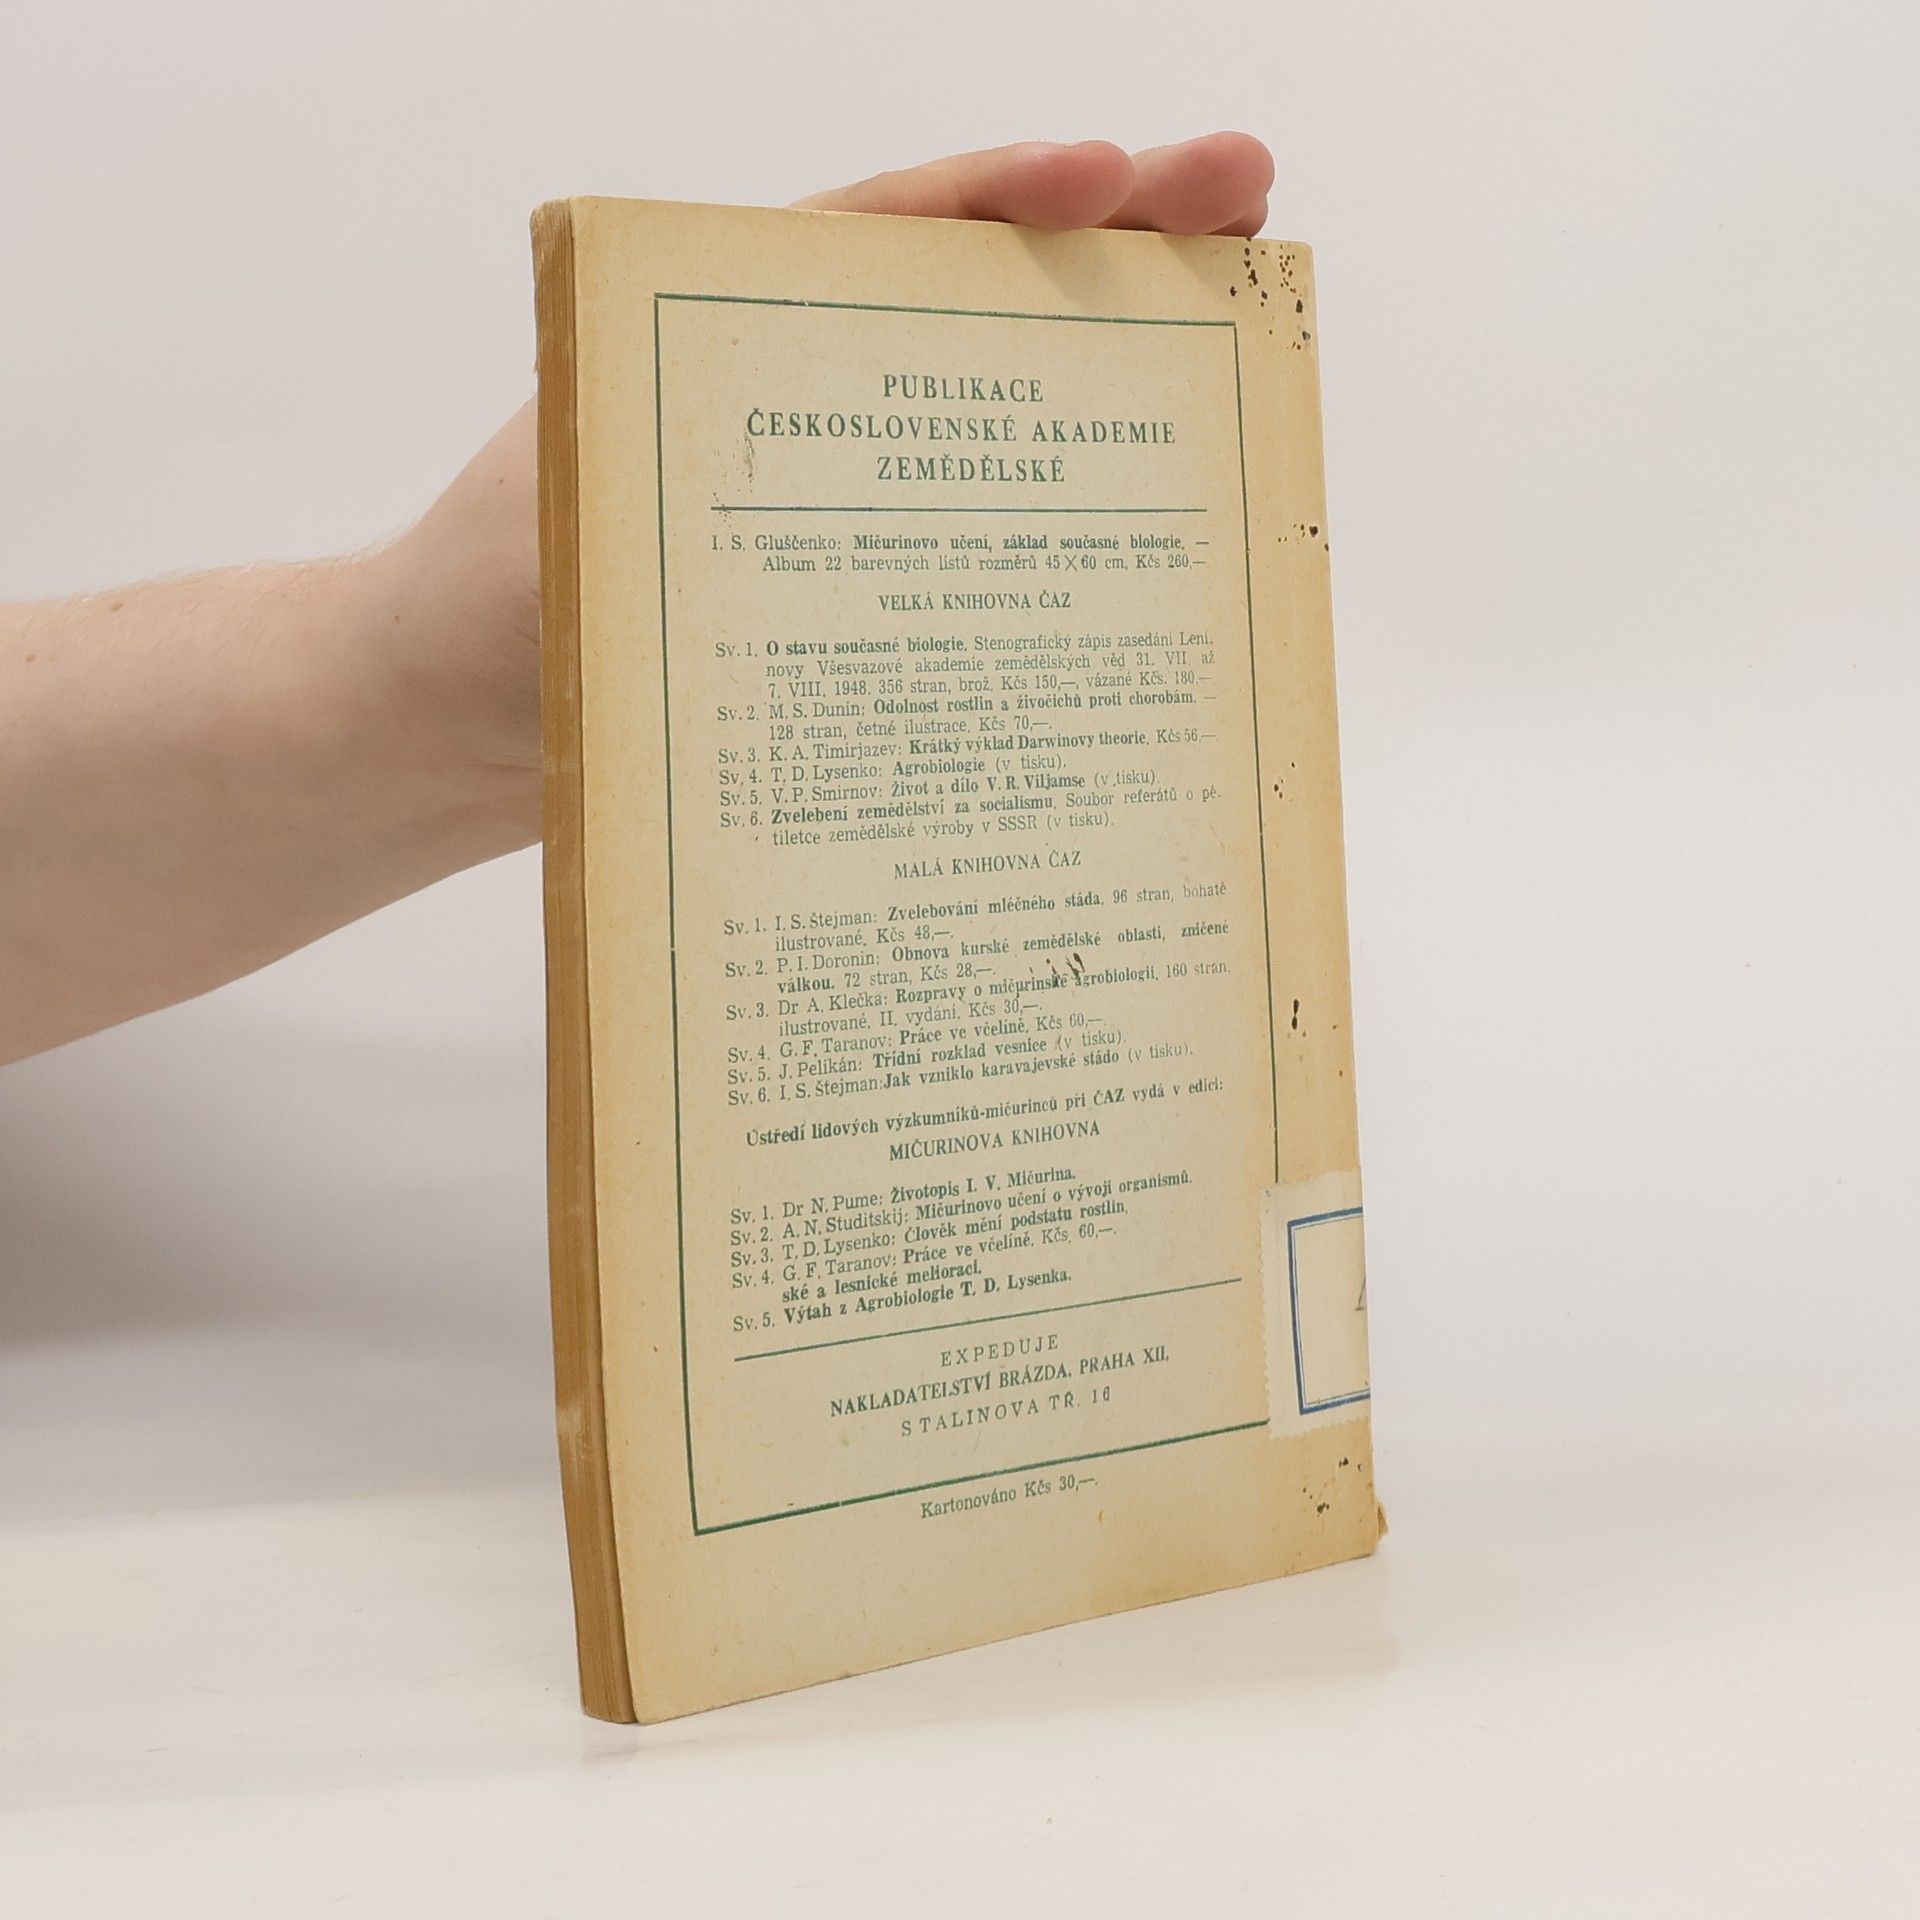 PUBLIKACE
ČESKOSLOVENSKÉ AKADEMIE
ZEMĚDĚLSKÉ
I. S. Gluščenko: Mičurinovo učení, základ současné biologie. —
Album 22 barevných listů rozměrů 45 X 60 cm, Kčs 260,—
VELKÁ KNIHOVNA ČAZ
Sv. 1. O stavu současné biologie. Stenografický zápis zasedání Leni-
novy Všesvazové akademie zemědělských věd 31. VII. až
7. VIII. 1948. 356 stran, brož. Kčs 150,—, vázané Kčs. 180,—.
Sv. 2. M. S. Dunin: Odolnost rostlin a živočichů proti chorobám. —
128 stran, četné ilustrace, Kčs 70,—.
Sv. 3. K. A. Timirjazev: Krátký výklad Darwinovy theorie. Kčs 56.—.
Sv. 4. T. D. Lysenko: Agrobiologie (v tisku).
Sv. 5. V. P. Smirnov: Život a dílo V. R. Viljamse (v tisku).
Sv. 6. Zvelebení zemědělství za socialismu. Soubor referátů o pě-
tiletce zemědělské výroby v SSSR (v tisku).
MALÁ KNIHOVNA ČAZ
Sv. 1. I. S. Štejman: Zvelebování mléčného stáda, 96 stran, bohatě
ilustrované, Kčs 48,—.
Sv. 2. P. I. Doronin: Obnova kurské zemědělské oblasti, zničené
válkou. 72 stran, Kčs 28,—.
Sv. 3. Dr A. Klečka: Rozpravy o mičurinské agrobiologii. 160 stran,
ilustrované. II. vydání. Kčs 30,—.
Sv. 4. G. F. Taranov: Práce ve včelíně, Kčs 60,—.
Sv. 5. J. Pelikán: Třídní rozklad vesnice (v tisku).
Sv. 6. I. S. Štejman: Jak vzniklo karavajevské stádo (v tisku).
Ústředí lidových výzkumníků-mičurinců při ČAZ vydá v edici:
MIČURINOVA KNIHOVNA
Sv. 1. Dr N. Pume: Životopis I. V. Mičurina.
Sv. 2. A. N. Studitskij: Mičurinovo učení o vývoji organismů.
Sv. 3. T. D. Lysenko: Člověk mění podstatu rostlin.
Sv. 4. G. F. Taranov: Práce ve včelíně. Kčs. 60,—.
ské a lesnické melioraci.
Sv. 5. Výtah z Agrobiologie T. D. Lysenka.
EXPEDUJE
NAKLADATELSTVÍ BRÁZDA, PRAHA XII,
STALINOVA TŘ. 16
Kartonováno Kčs 30,—.